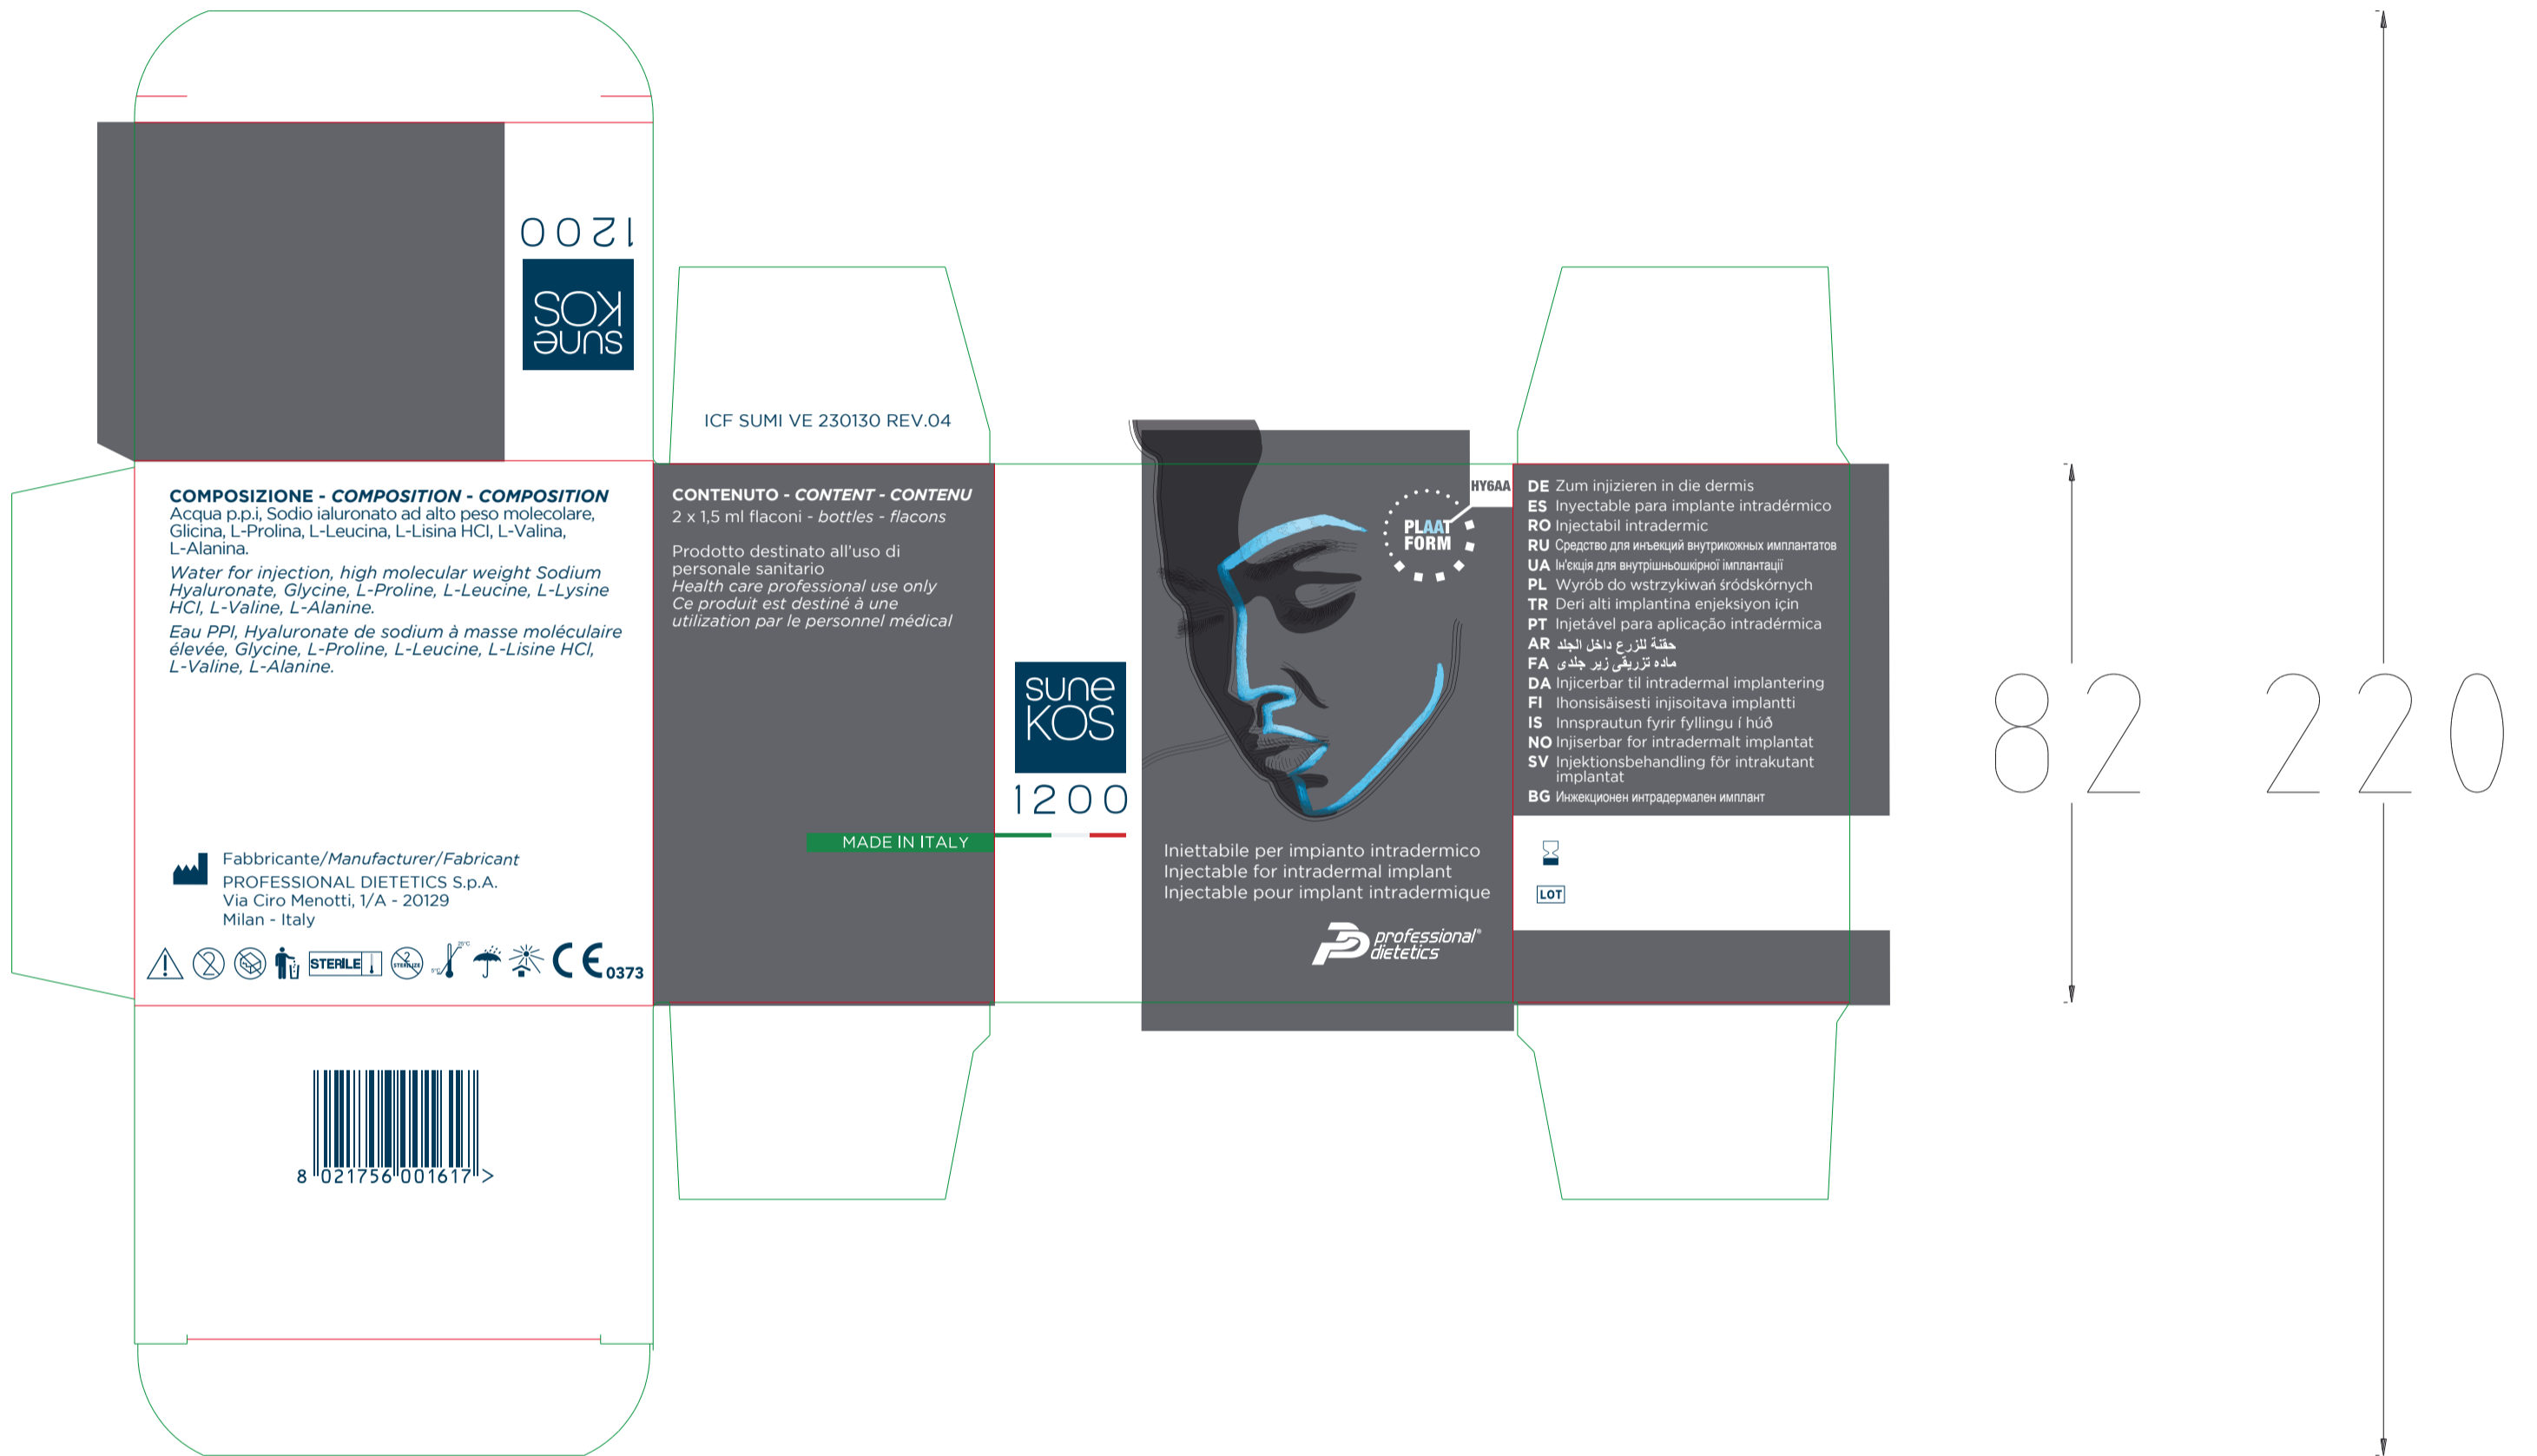 1200
sune
KOS
ICF SUMI VE 230130 REV.04
COMPOSIZIONE - COMPOSITION - COMPOSITION
Acqua p.p.i, Sodio ialuronato ad alto peso molecolare,
Glicina, L-Prolina, L-Leucina, L-Lisina HCl, L-Valina,
L-Alanina.
Water for injection, high molecular weight Sodium
Hyaluronate, Glycine, L-Proline, L-Leucine, L-Lysine
HCl, L-Valine, L-Alanine.
Eau PPI, Hyaluronate de sodium à masse moléculaire
élevée, Glycine, L-Proline, L-Leucine, L-Lisine HCl,
L-Valine, L-Alanine.
Fabbricante/Manufacturer/Fabricant
PROFESSIONAL DIETETICS S.p.A.
Via Ciro Menotti, 1/A - 20129
Milan - Italy
2
STERILE
2
STERILIZE
5°C
25°C
CE 0373
8 021756 001617 >
CONTENUTO - CONTENT - CONTENU
2 x 1,5 ml flaconi - bottles - flacons
Prodotto destinato all'uso di
personale sanitario
Health care professional use only
Ce produit est destiné à une
utilization par le personnel médical
MADE IN ITALY
sune
KOS
1200
HY6AA
PLAAT
FORM
Iniettabile per impianto intradermico
Injectable for intradermal implant
Injectable pour implant intradermique
professional®
dietetics
DE Zum injizieren in die dermis
ES Inyectable para implante intradérmico
RO Injectabil intradermic
RU Средство для инъекций внутрикожных имплантатов
UA Ін'єкція для внутрішньошкірної імплантації
PL Wyrób do wstrzykiwań śródskórnych
TR Deri alti implantina enjeksiyon için
PT Injetável para aplicação intradérmica
AR حقنة للزرع داخل الجلد
FA ماده تزریقی زیر جلدی
DA Injicerbar til intradermal implantering
FI Ihonsisäisesti injisoitava implantti
IS Innsprautun fyrir fyllingu í húð
NO Injiserbar for intradermalt implantat
SV Injektionsbehandling för intrakutant
implantat
BG Инжекционен интрадермален имплант
LOT
82
220